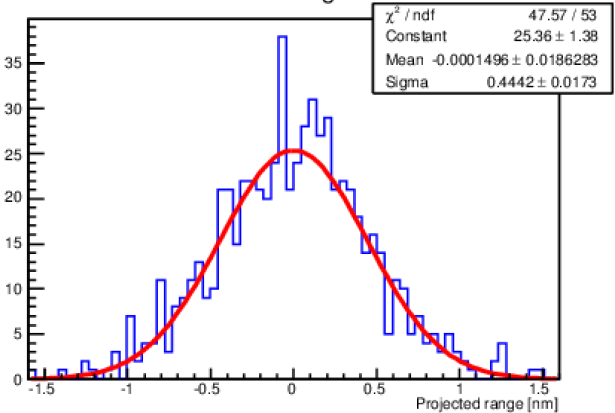 χ² / ndf 47.57 / 53
Constant 25.36 ± 1.38
Mean -0.0001496 ± 0.0186283
Sigma 0.4442 ± 0.0173
35
30
25
20
15
10
5
0
-1.5 -1 -0.5 0 0.5 1 1.5
Projected range [nm]